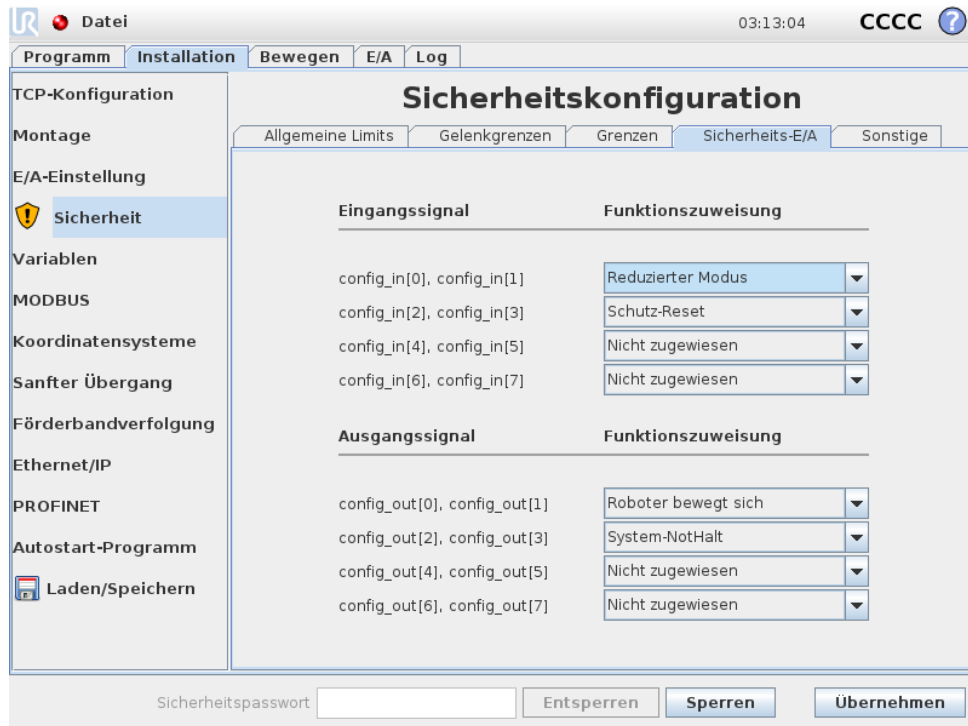 UR Datei 03:13:04 CCCC ?
Programm Installation Bewegen E/A Log
TCP-Konfiguration
Montage
E/A-Einstellung
Sicherheit
Variablen
MODBUS
Koordinatensysteme
Sanfter Übergang
Förderbandverfolgung
Ethernet/IP
PROFINET
Autostart-Programm
Laden/Speichern
Sicherheitskonfiguration
Allgemeine Limits Gelenkgrenzen Grenzen Sicherheits-E/A Sonstige
Eingangssignal Funktionszuweisung
config_in[0], config_in[1] Reduzierter Modus
config_in[2], config_in[3] Schutz-Reset
config_in[4], config_in[5] Nicht zugewiesen
config_in[6], config_in[7] Nicht zugewiesen
Ausgangssignal Funktionszuweisung
config_out[0], config_out[1] Roboter bewegt sich
config_out[2], config_out[3] System-NotHalt
config_out[4], config_out[5] Nicht zugewiesen
config_out[6], config_out[7] Nicht zugewiesen
Sicherheitspasswort Entsperren Sperren Übernehmen